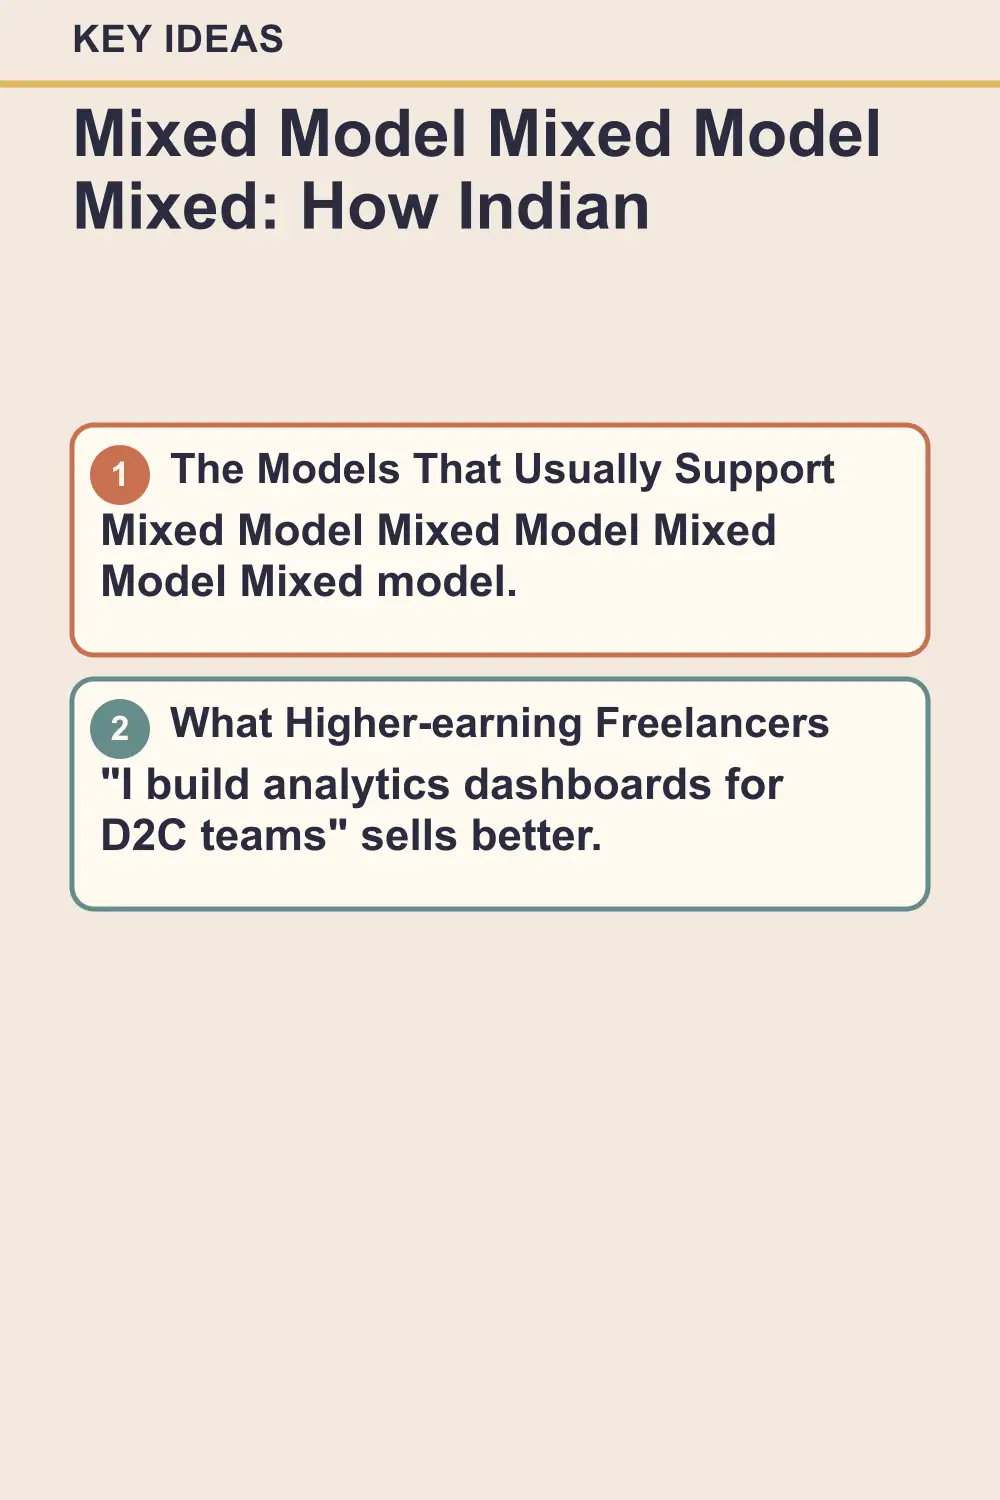 KEY IDEAS
Mixed Model Mixed Model
Mixed: How Indian
1 The Models That Usually Support
Mixed Model Mixed Model Mixed
Model Mixed model.
2 What Higher-earning Freelancers
"I build analytics dashboards for
D2C teams" sells better.